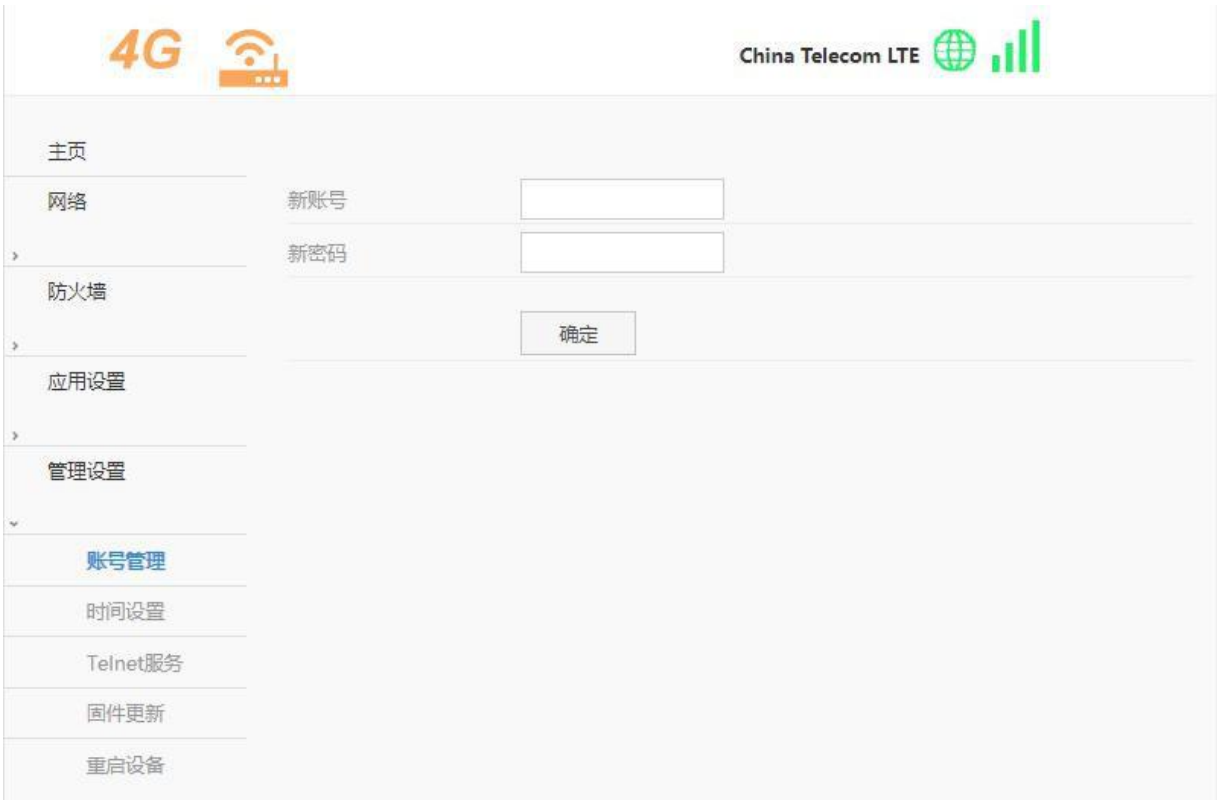 4G
China Telecom LTE
主页
网络
新账号
新密码
防火墙
确定
应用设置
管理设置
账号管理
时间设置
Telnet服务
固件更新
重启设备